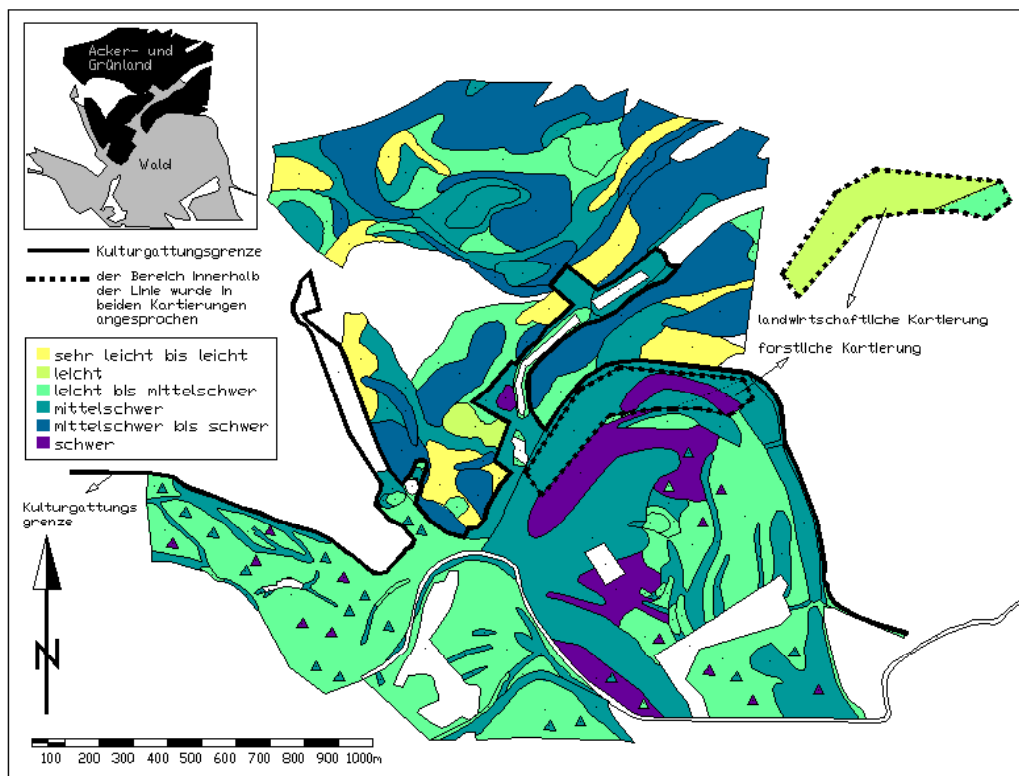 Acker- und
Grünland
Wald
Kulturgattungsgrenze
der Bereich innerhalb
der Linie wurde in
beiden Kartierungen
angesprochen
sehr leicht bis leicht
leicht
leicht bis mittelschwer
mittelschwer
mittelschwer bis schwer
schwer
landwirtschaftliche Kartierung
forstliche Kartierung
Kulturgattungs
grenze
N
100 200 300 400 500 600 700 800 900 1000m